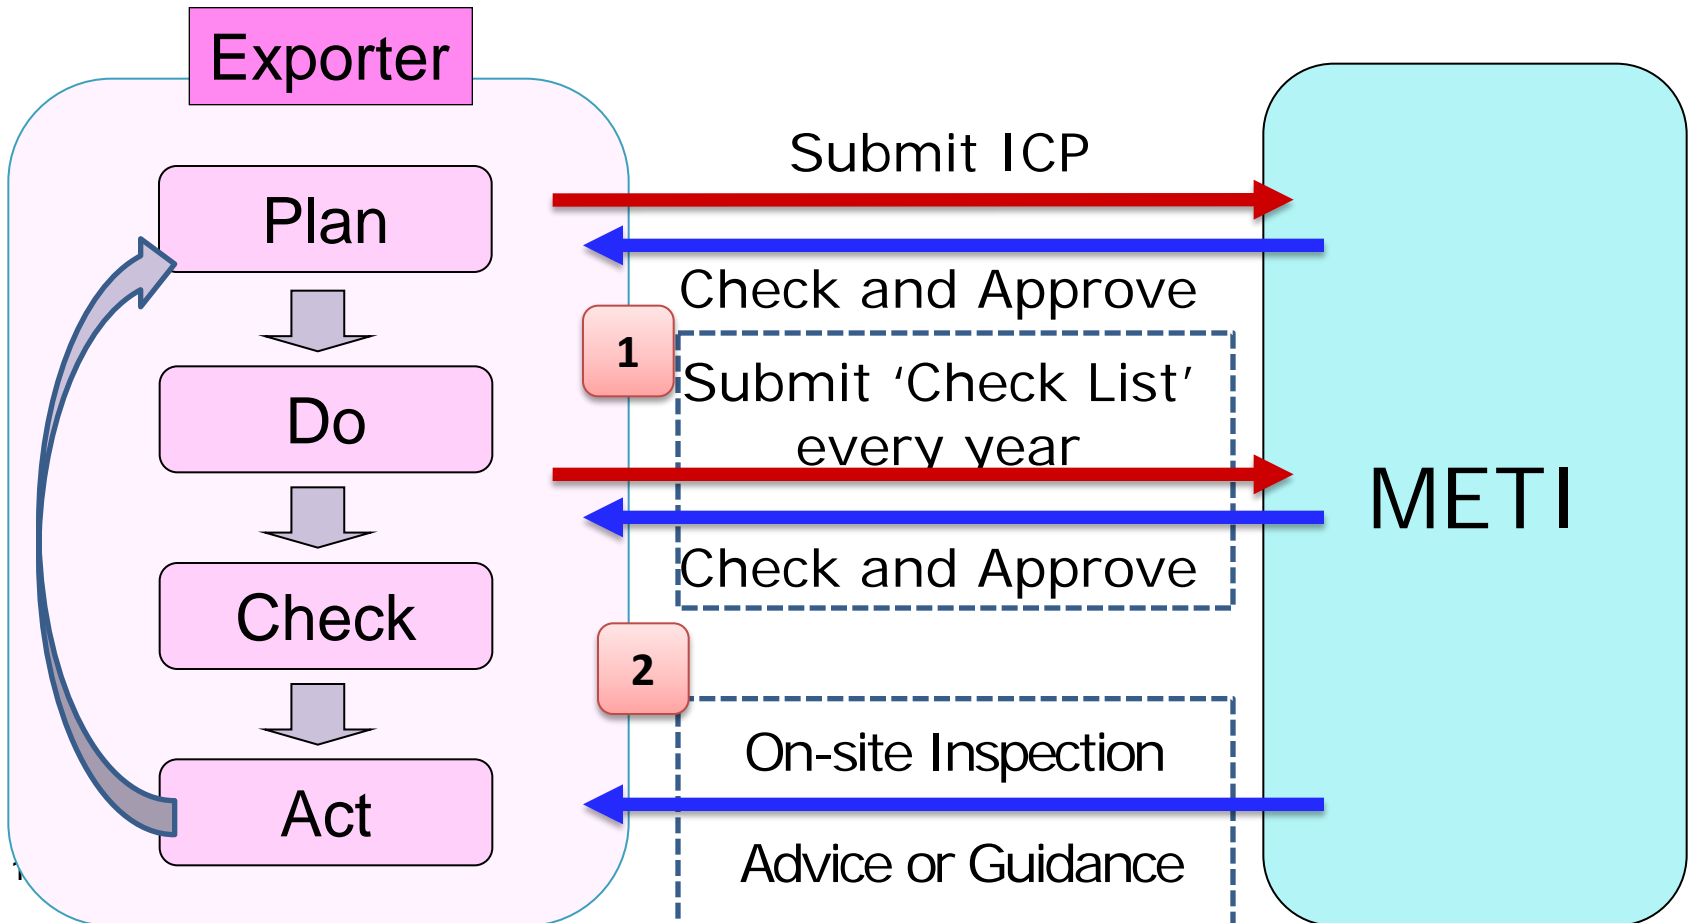 Exporter
Plan
Do
Check
Act
Submit ICP
Check and Approve
1
Submit ‘Check List’
every year
Check and Approve
2
On-site Inspection
Advice or Guidance
METI